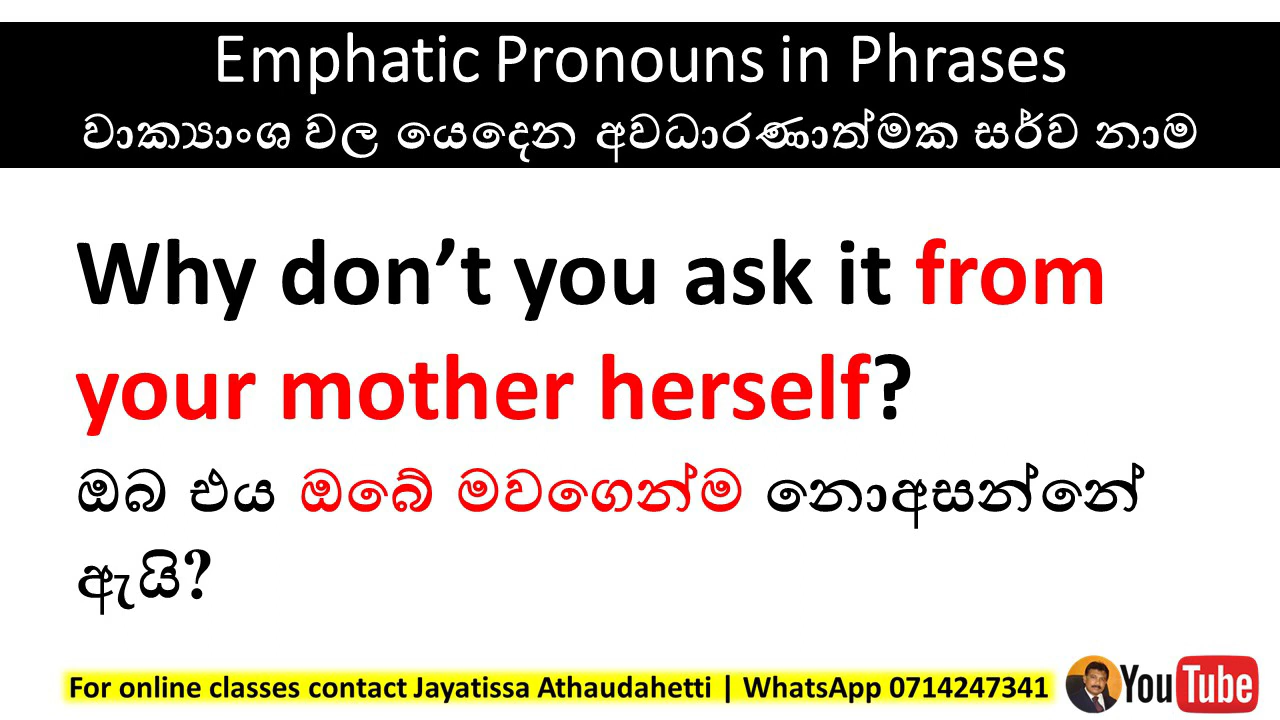 Emphatic Pronouns in Phrases
වාක්‍යාංශ වල යෙදෙන අවධාරණාත්මක සර්ව නාම
Why don’t you ask it from
your mother herself?
ඔබ එය ඔබේ මවගෙන්ම නොඅසන්නේ
ඇයි?
For online classes contact Jayatissa Athaudahetti | WhatsApp 0714247341
YouTube